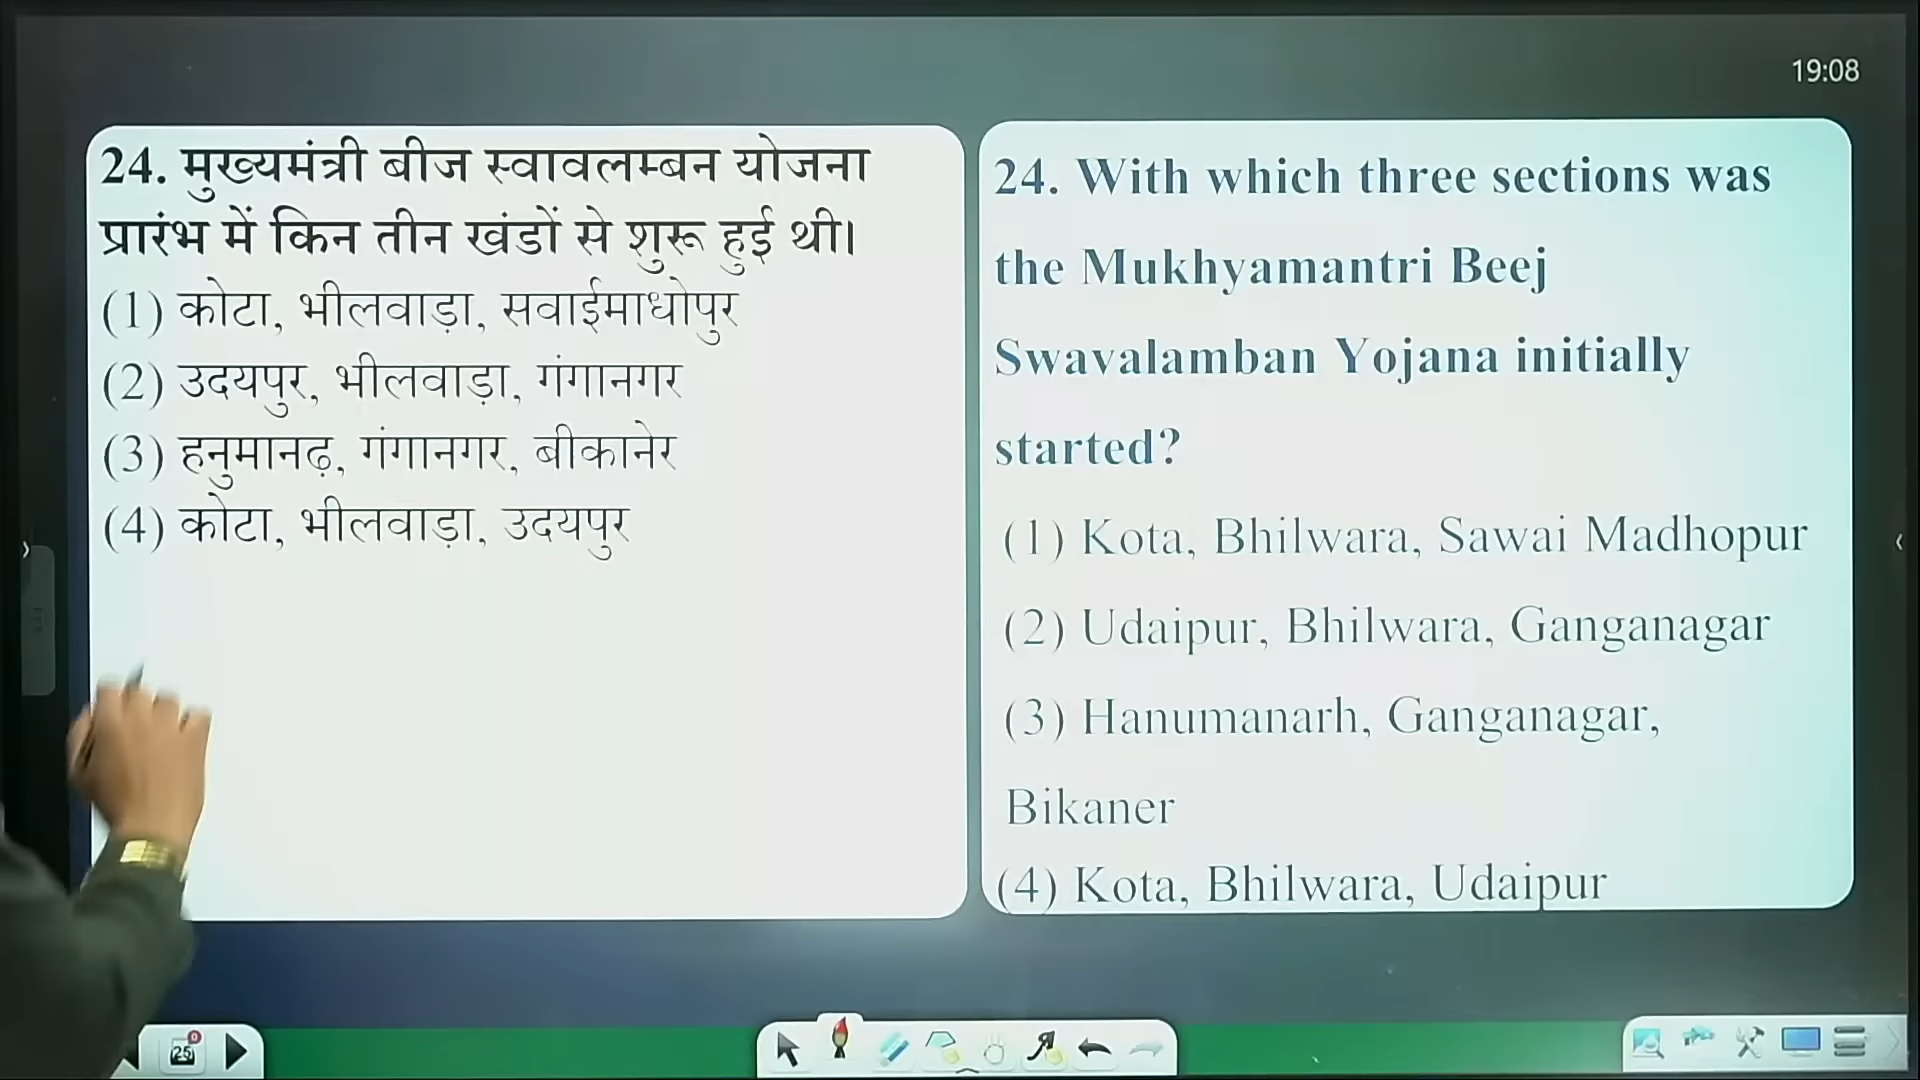 19:08
24. मुख्यमंत्री बीज स्वावलम्बन योजना
प्रारंभ में किन तीन खंडों से शुरू हुई थी।
(1) कोटा, भीलवाड़ा, सवाईमाधोपुर
(2) उदयपुर, भीलवाड़ा, गंगानगर
(3) हनुमानढ़, गंगानगर, बीकानेर
(4) कोटा, भीलवाड़ा, उदयपुर
24. With which three sections was
the Mukhyamantri Beej
Swavalamban Yojana initially
started?
(1) Kota, Bhilwara, Sawai Madhopur
(2) Udaipur, Bhilwara, Ganganagar
(3) Hanumanarh, Ganganagar,
Bikaner
(4) Kota, Bhilwara, Udaipur
25